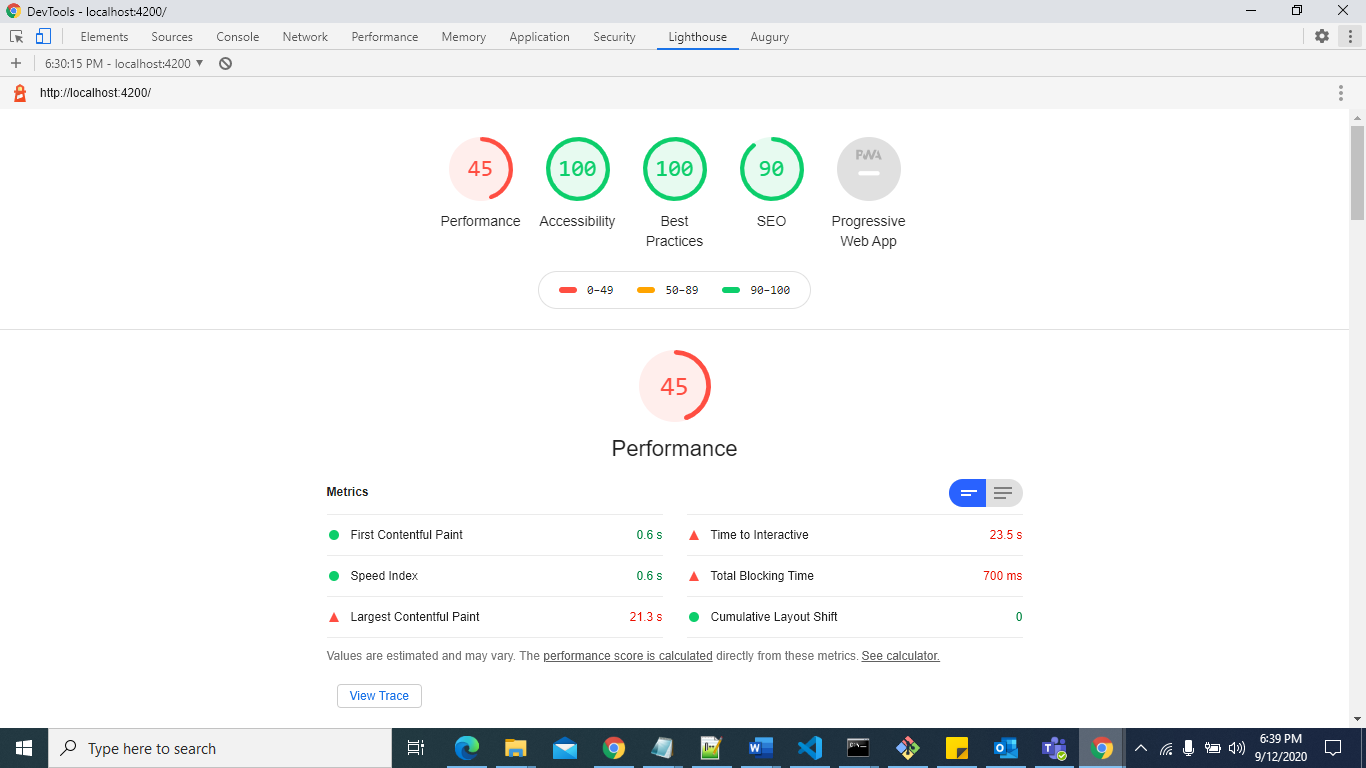 DevTools - localhost:4200/
Elements Sources Console Network Performance Memory Application Security Lighthouse Augury
6:30:15 PM - localhost:4200
http://localhost:4200/
45 100 100 90 PWA
Performance Accessibility Best Practices SEO Progressive Web App
0–49 50–89 90–100
45
Performance
Metrics
First Contentful Paint 0.6 s
Time to Interactive 23.5 s
Speed Index 0.6 s
Total Blocking Time 700 ms
Largest Contentful Paint 21.3 s
Cumulative Layout Shift 0
Values are estimated and may vary. The performance score is calculated directly from these metrics. See calculator.
View Trace
Type here to search
6:39 PM
9/12/2020